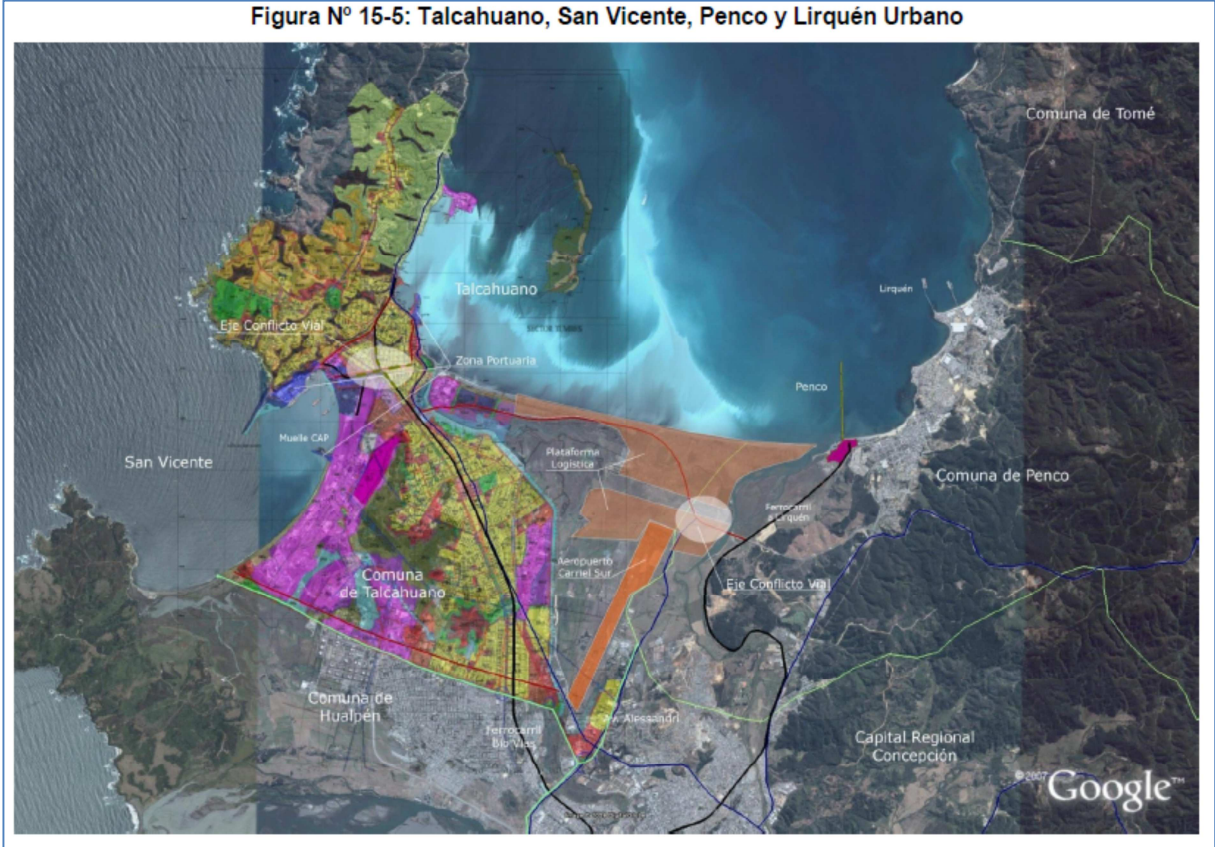 Figura Nº 15-5: Talcahuano, San Vicente, Penco y Lirquén Urbano
Comuna de Tomé
Talcahuano
Lirquén
Eje Conflicto Vial
Zona Portuaria
Penco
Muelle CAP
San Vicente
Plataforma
Logística
Comuna de Penco
Ferrocarril
a Lirquén
Aeropuerto
Carriel Sur
Eje Conflicto Vial
Comuna
de Talcahuano
Comuna de
Hualpén
Av. Alessandri
Ferrocarril
Bío Vías
Capital Regional
Concepción
©2007 Google™